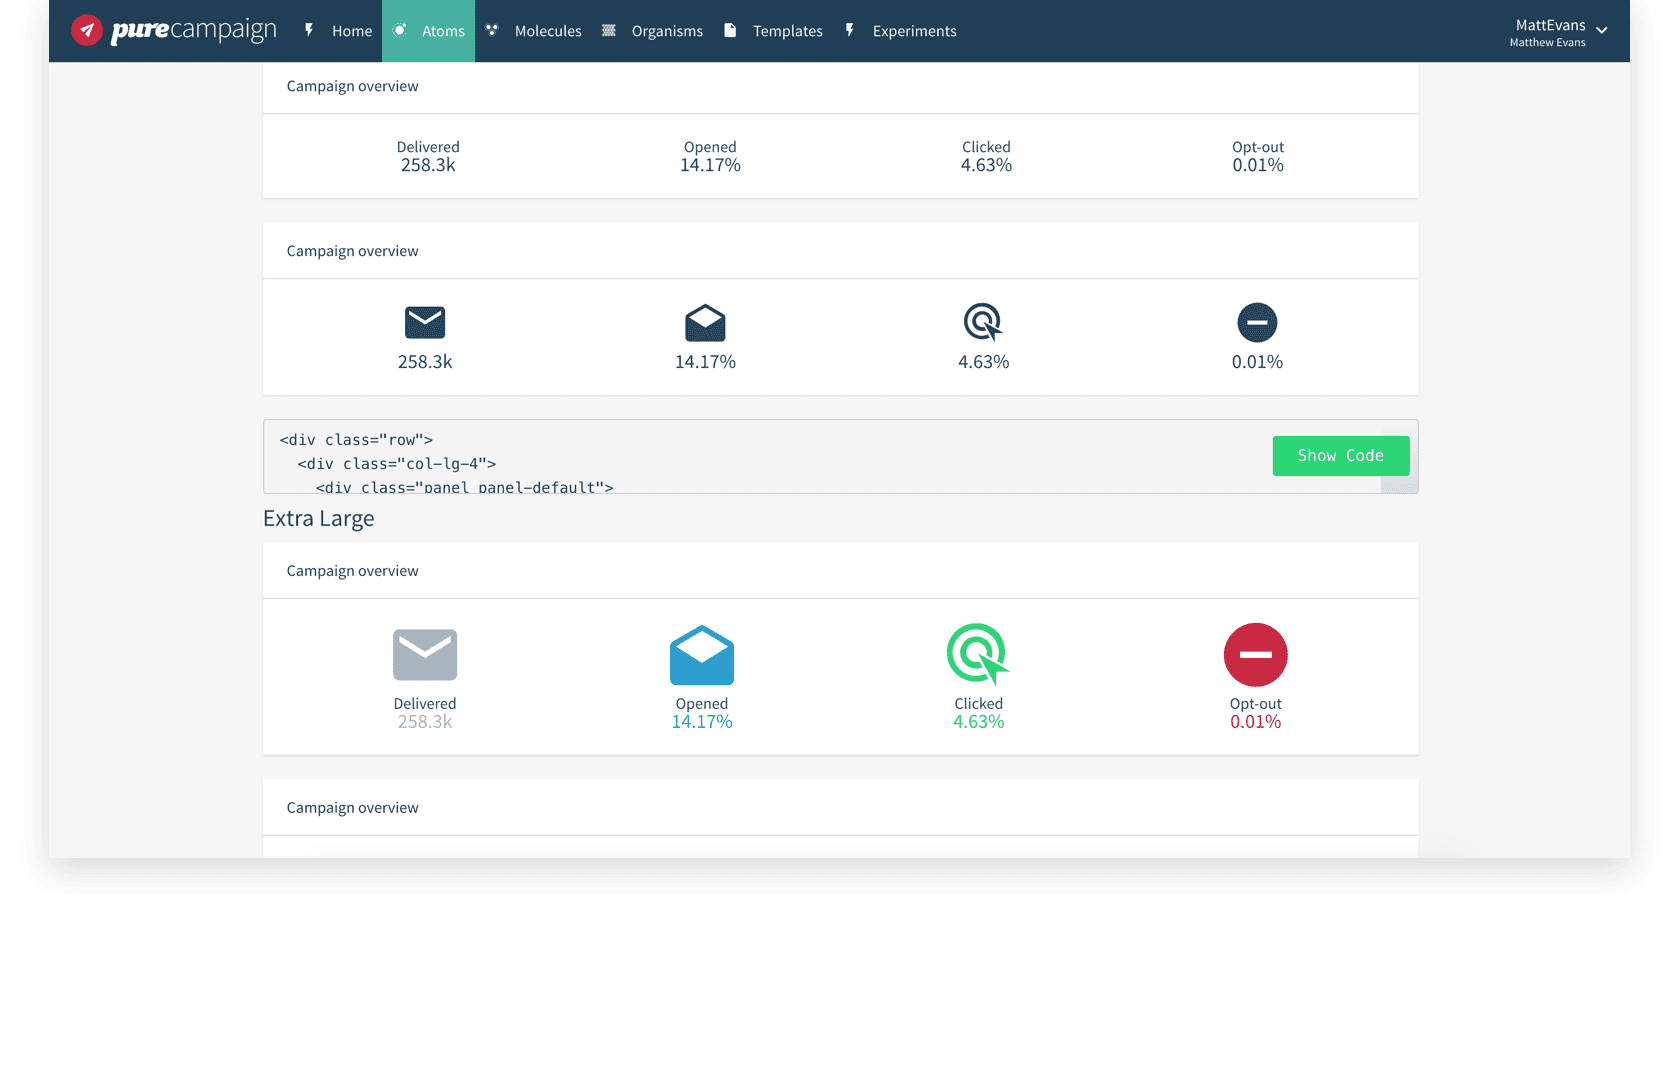 purecampaign Home Atoms Molecules Organisms Templates Experiments MattEvans
Matthew Evans
Campaign overview
Delivered Opened Clicked Opt-out
258.3k 14.17% 4.63% 0.01%
Campaign overview
258.3k 14.17% 4.63% 0.01%
<div class="row">
<div class="col-lg-4">
<div class="panel panel-default">
Show Code
Extra Large
Campaign overview
Delivered Opened Clicked Opt-out
258.3k 14.17% 4.63% 0.01%
Campaign overview